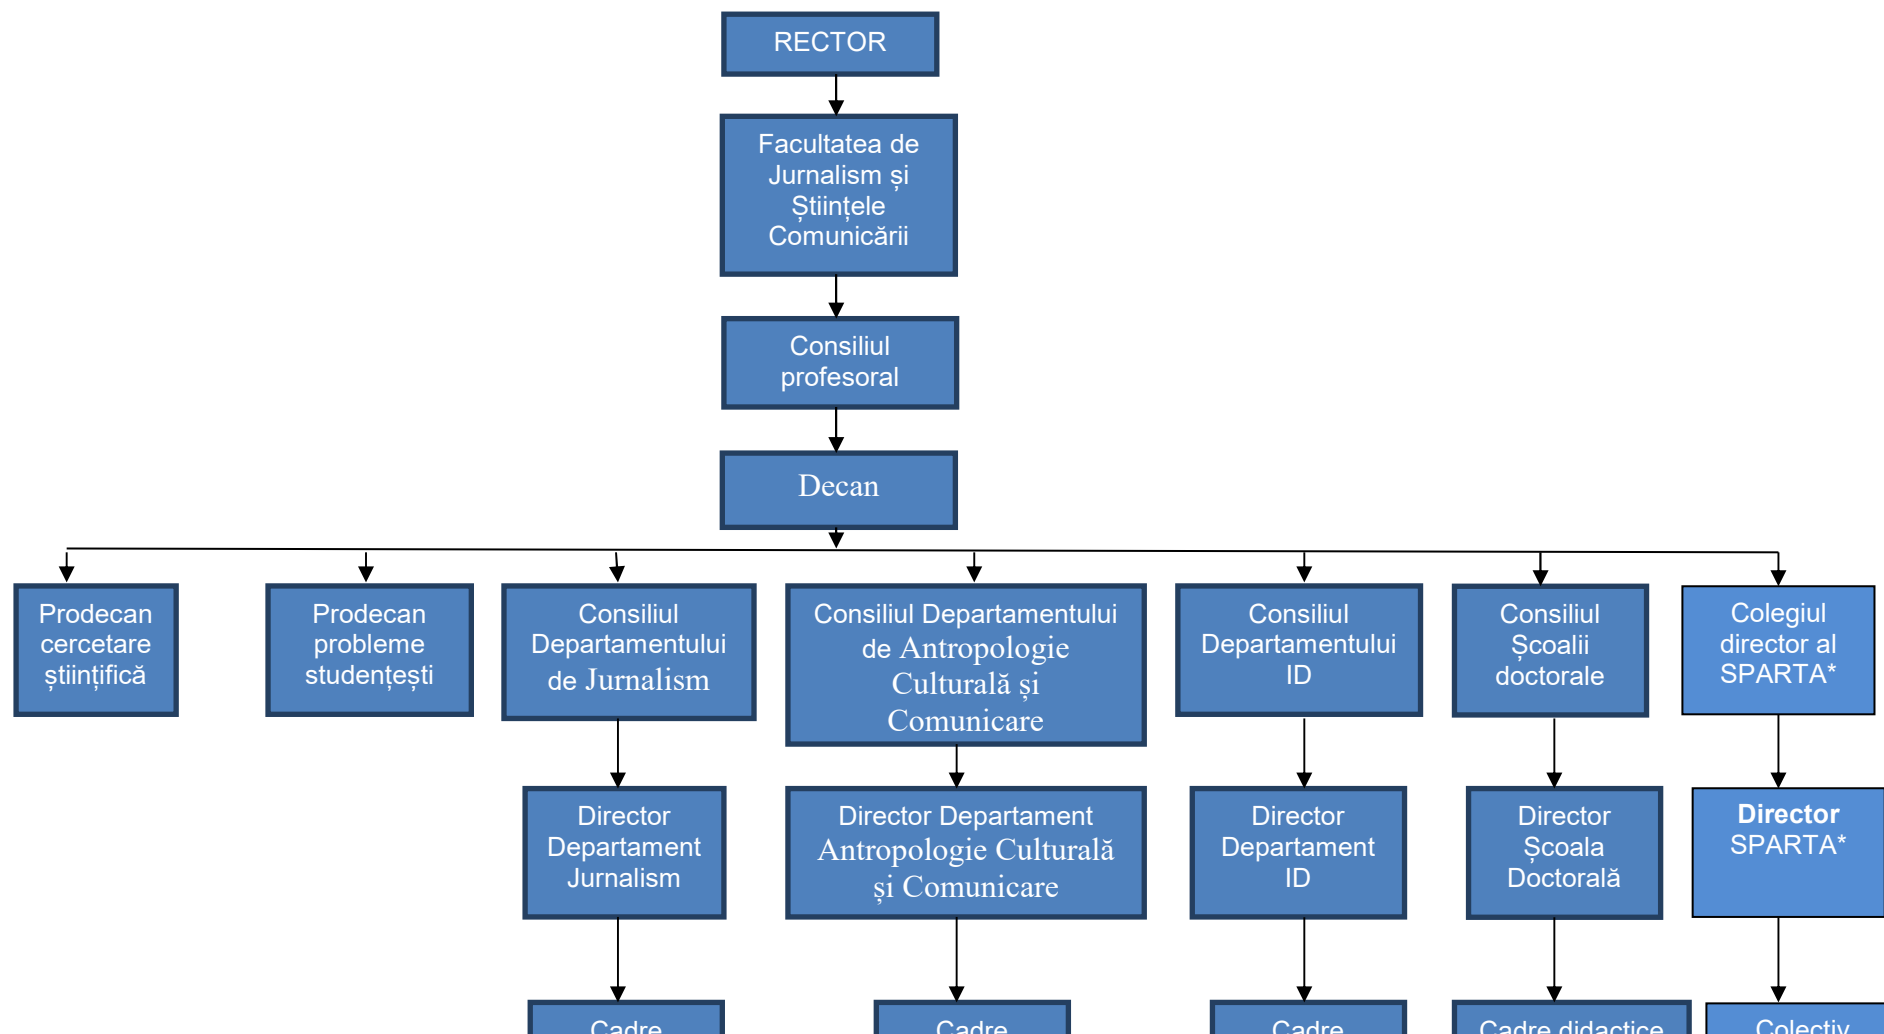 RECTOR
Facultatea de
Jurnalism și
Științele
Comunicării
Consiliul
profesoral
Decan
Prodecan
cercetare
științifică
Prodecan
probleme
studențești
Consiliul
Departamentului
de Jurnalism
Consiliul Departamentului
de Antropologie
Culturală și
Comunicare
Consiliul
Departamentului
ID
Consiliul
Școalii
doctorale
Colegiul
director al
SPARTA*
Director
Departament
Jurnalism
Director Departament
Antropologie Culturală
și Comunicare
Director
Departament
ID
Director
Școala
Doctorală
Director
SPARTA*
Cadre
Cadre
Cadre
Cadre didactice
Colectiv